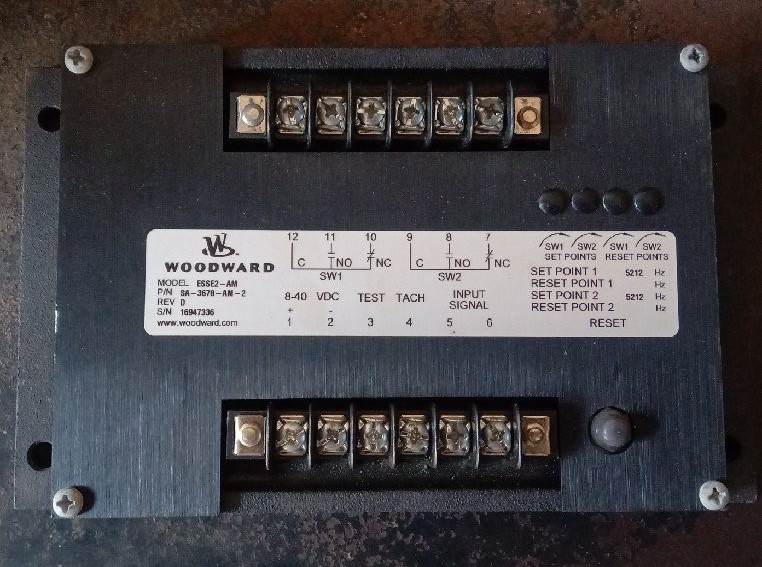 12 11 10 9 8 7
C NO NC C NO NC
SW1 SW2
W
WOODWARD
MODEL ESSE2-AM
P/N SA-3678-AM-2
REV D
S/N 16947336
www.woodward.com
8-40 VDC TEST TACH INPUT SIGNAL
+ -
1 2 3 4 5 6
SW1 SW2 SW1 SW2
SET POINTS RESET POINTS
SET POINT 1 5212 Hz
RESET POINT 1 Hz
SET POINT 2 5212 Hz
RESET POINT 2 Hz
RESET